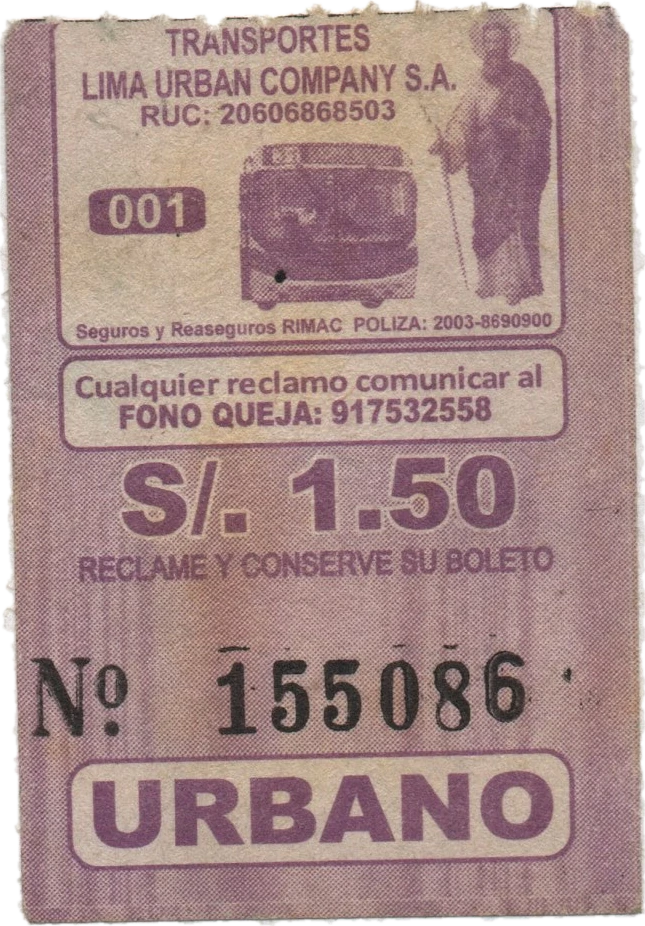 TRANSPORTES
LIMA URBAN COMPANY S.A.
RUC: 20606868503
001
Seguros y Reaseguros RIMAC POLIZA: 2003-8690900
Cualquier reclamo comunicar al
FONO QUEJA: 917532558
S/. 1.50
RECLAME Y CONSERVE SU BOLETO
Nº. 155086
URBANO